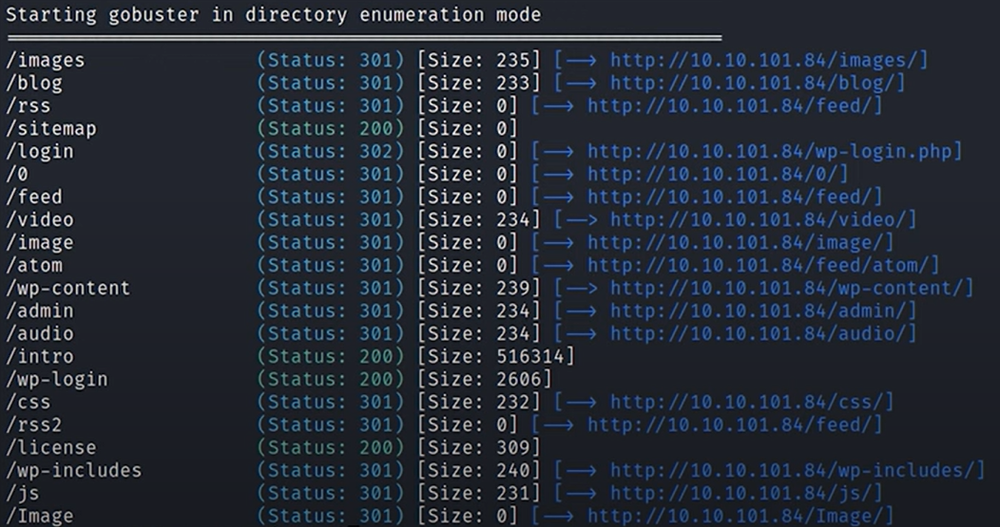 Starting gobuster in directory enumeration mode
/images (Status: 301) [Size: 235] [--> http://10.10.101.84/images/]
/blog (Status: 301) [Size: 233] [--> http://10.10.101.84/blog/]
/rss (Status: 301) [Size: 0] [--> http://10.10.101.84/feed/]
/sitemap (Status: 200) [Size: 0]
/login (Status: 302) [Size: 0] [--> http://10.10.101.84/wp-login.php]
/0 (Status: 301) [Size: 0] [--> http://10.10.101.84/0/]
/feed (Status: 301) [Size: 0] [--> http://10.10.101.84/feed/]
/video (Status: 301) [Size: 234] [--> http://10.10.101.84/video/]
/image (Status: 301) [Size: 0] [--> http://10.10.101.84/image/]
/atom (Status: 301) [Size: 0] [--> http://10.10.101.84/feed/atom/]
/wp-content (Status: 301) [Size: 239] [--> http://10.10.101.84/wp-content/]
/admin (Status: 301) [Size: 234] [--> http://10.10.101.84/admin/]
/audio (Status: 301) [Size: 234] [--> http://10.10.101.84/audio/]
/intro (Status: 200) [Size: 516314]
/wp-login (Status: 200) [Size: 2606]
/css (Status: 301) [Size: 232] [--> http://10.10.101.84/css/]
/rss2 (Status: 301) [Size: 0] [--> http://10.10.101.84/feed/]
/license (Status: 200) [Size: 309]
/wp-includes (Status: 301) [Size: 240] [--> http://10.10.101.84/wp-includes/]
/js (Status: 301) [Size: 231] [--> http://10.10.101.84/js/]
/Image (Status: 301) [Size: 0] [--> http://10.10.101.84/Image/]